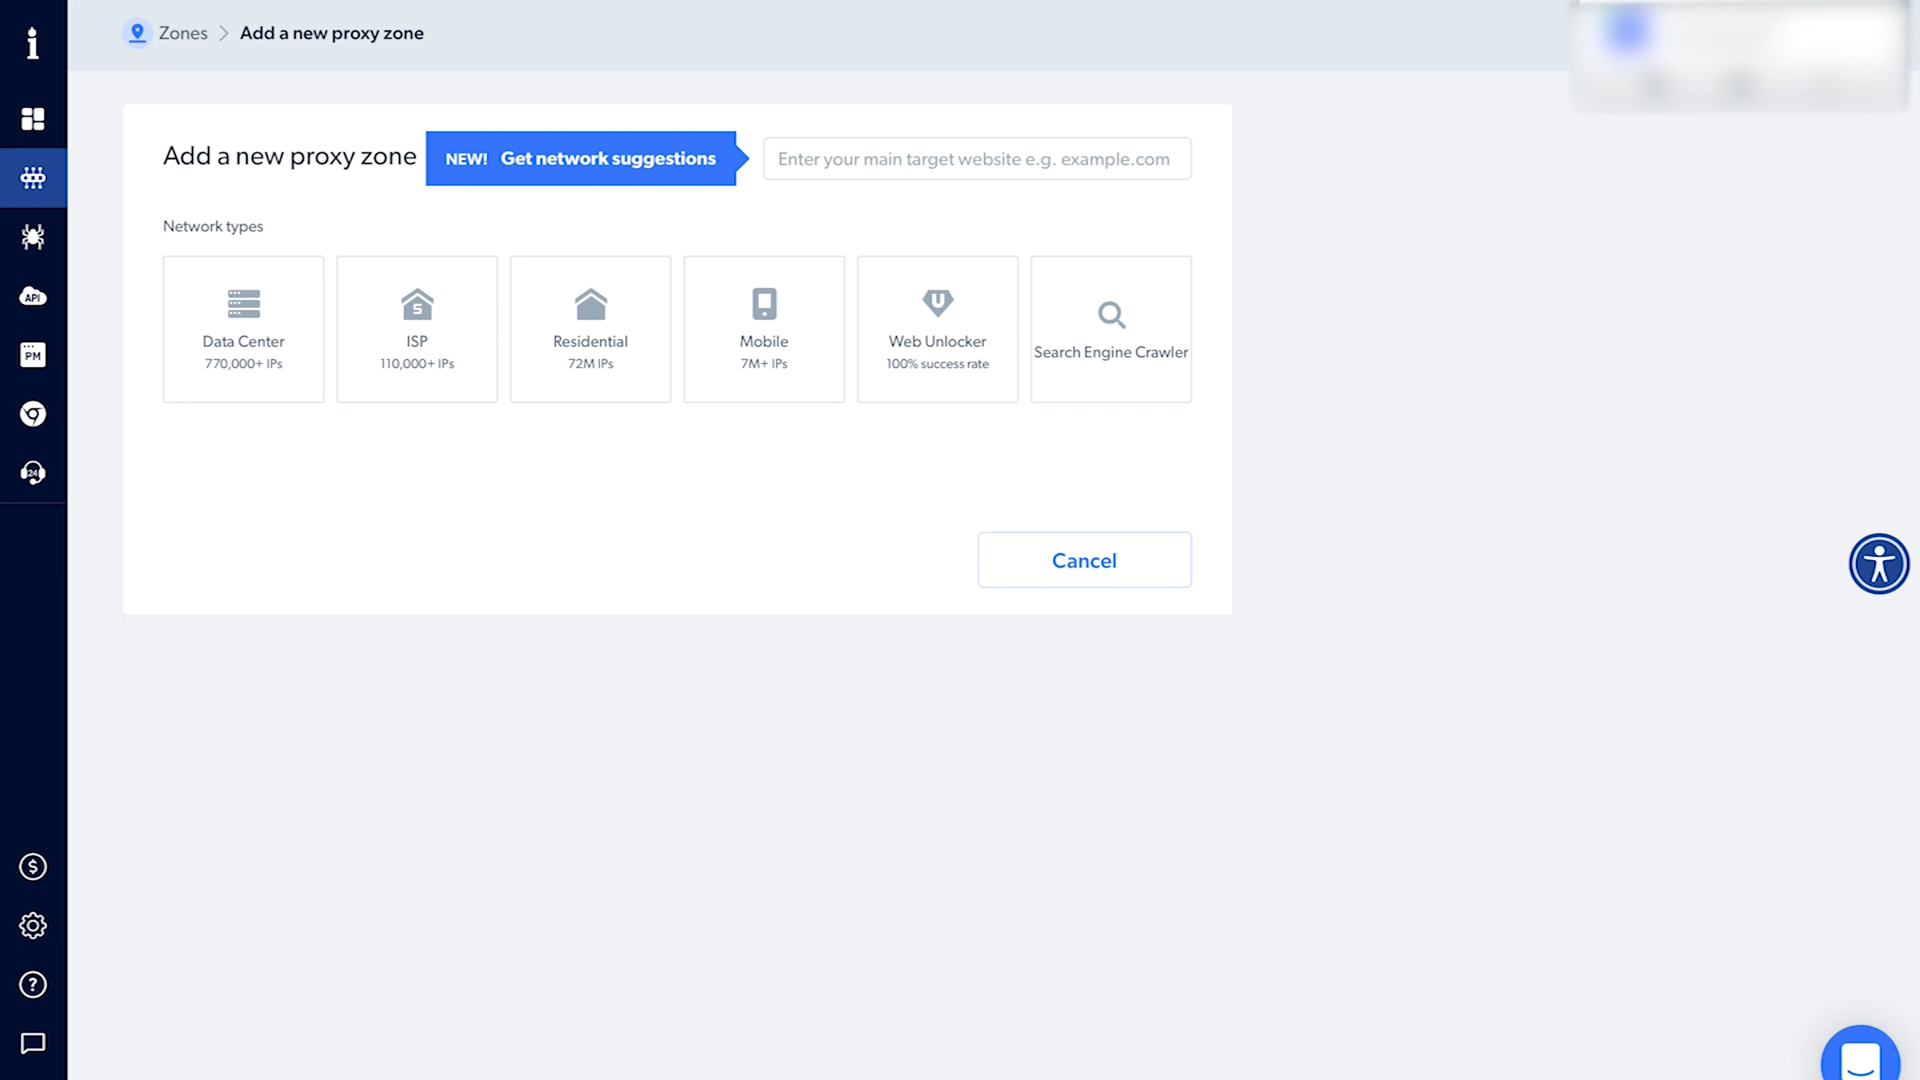 Zones > Add a new proxy zone
Add a new proxy zone
NEW! Get network suggestions
Enter your main target website e.g. example.com
Network types
Data Center
770,000+ IPs
S
ISP
110,000+ IPs
Residential
72M IPs
Mobile
7M+ IPs
U
Web Unlocker
100% success rate
Search Engine Crawler
Cancel
i
API
PM
24
$
?